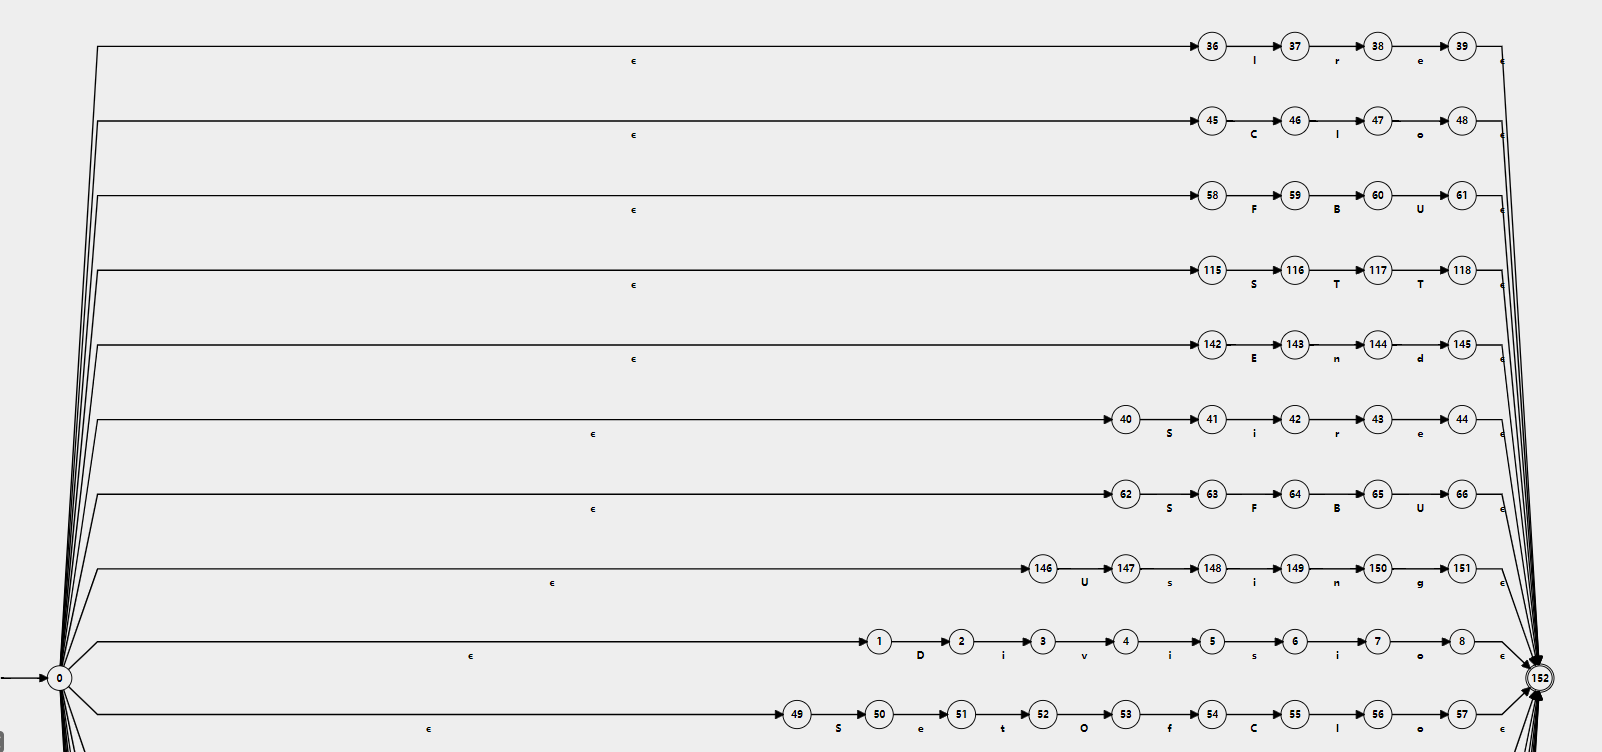 36 37 38 39
ϵ l r e ϵ
45 46 47 48
ϵ C l o ϵ
58 59 60 61
ϵ F B U ϵ
115 116 117 118
ϵ S T T ϵ
142 143 144 145
ϵ E n d ϵ
40 41 42 43 44
ϵ S i r e ϵ
62 63 64 65 66
ϵ S F B U ϵ
146 147 148 149 150 151
ϵ U s i n g ϵ
1 2 3 4 5 6 7 8
ϵ D i v i s i o ϵ
0 152
49 50 51 52 53 54 55 56 57
ϵ S e t O f C l o ϵ